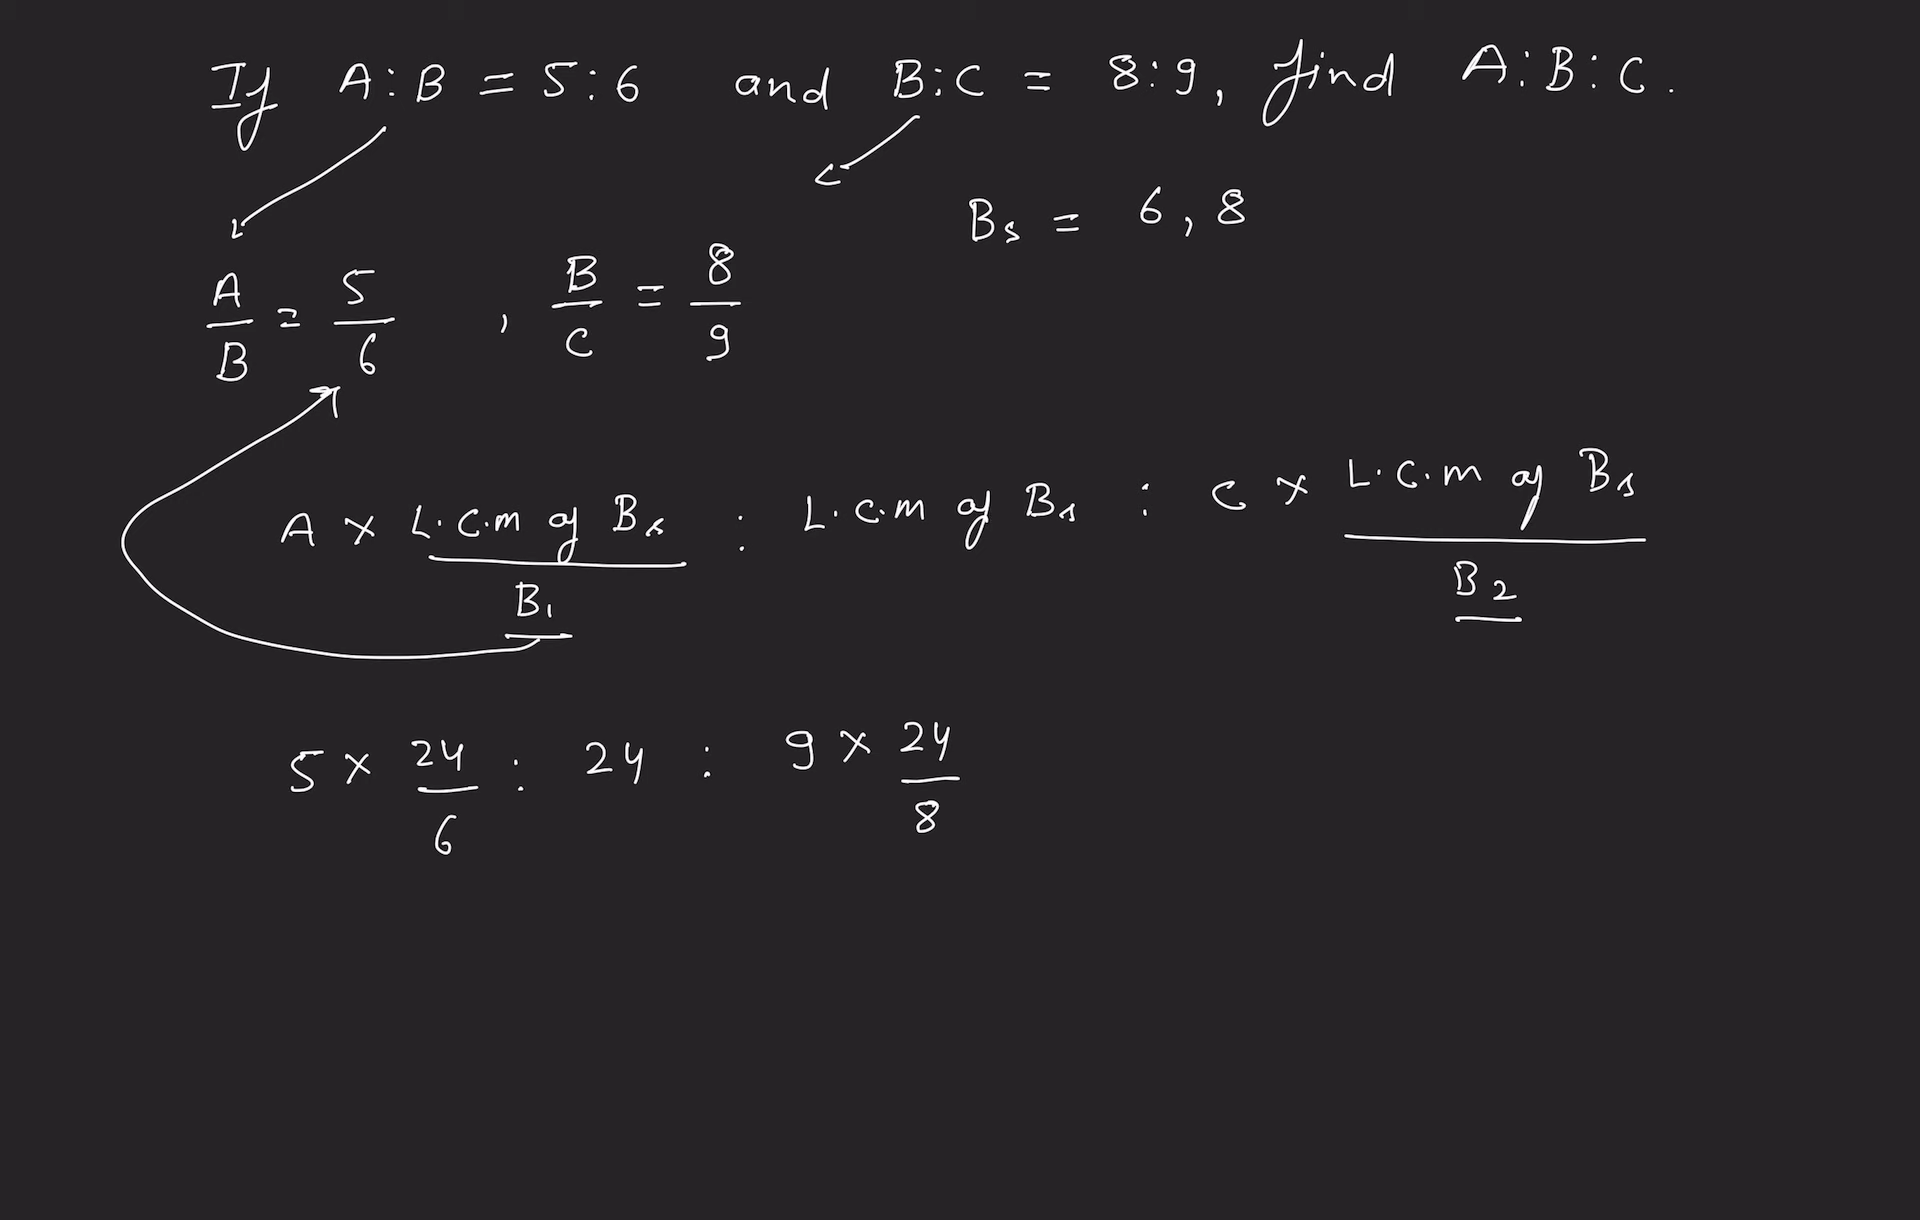 If A:B = 5:6 and B:C = 8:9, find A:B:C.
Bs = 6, 8
A/B = 5/6 , B/C = 8/9
A × L.C.m of Bs / B1 : L.C.m of Bs : C × L.C.m of Bs / B2
5 × 24/6 : 24 : 9 × 24/8